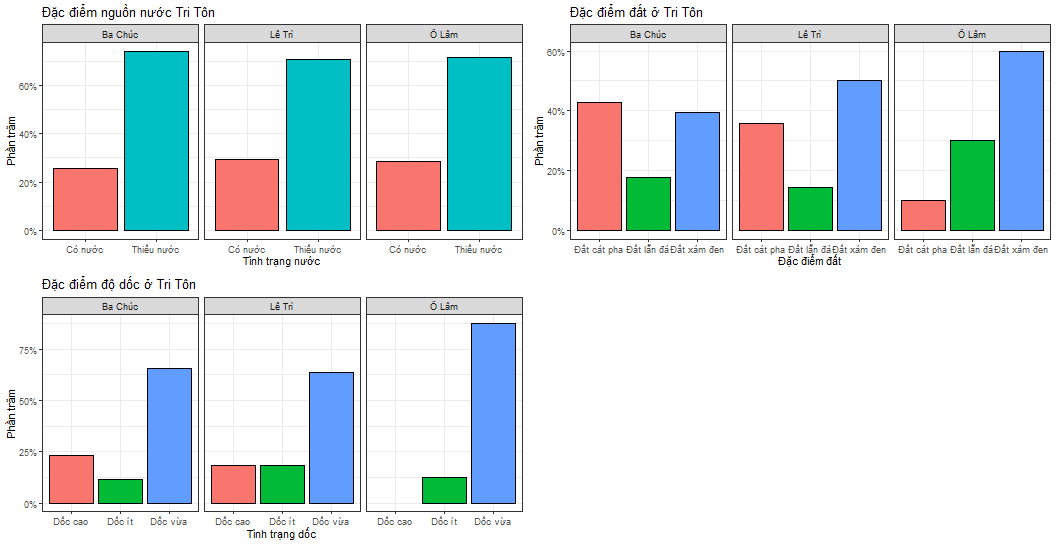 Đặc điểm nguồn nước Tri Tôn
Ba Chúc
Lê Trì
Ô Lâm
Phần trăm
60%
40%
20%
0%
Có nước
Thiếu nước
Có nước
Thiếu nước
Có nước
Thiếu nước
Tình trạng nước
Đặc điểm đất ở Tri Tôn
Ba Chúc
Lê Trì
Ô Lâm
Phần trăm
60%
40%
20%
0%
Đất cát pha
Đất lẫn đá
Đất xám đen
Đất cát pha
Đất lẫn đá
Đất xám đen
Đất cát pha
Đất lẫn đá
Đất xám đen
Đặc điểm đất
Đặc điểm độ dốc ở Tri Tôn
Ba Chúc
Lê Trì
Ô Lâm
Phần trăm
75%
50%
25%
0%
Dốc cao
Dốc ít
Dốc vừa
Dốc cao
Dốc ít
Dốc vừa
Dốc cao
Dốc ít
Dốc vừa
Tình trạng dốc